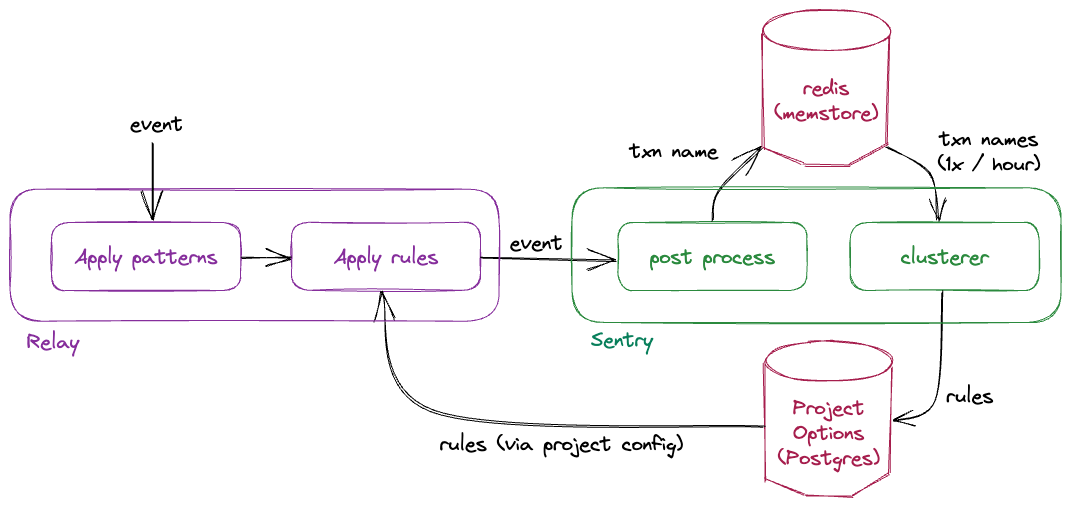 redis
(memstore)
event
txn name
txn names
(1x / hour)
Apply patterns
Apply rules
event
post process
clusterer
Relay
Sentry
rules
Project
Options
(Postgres)
rules (via project config)